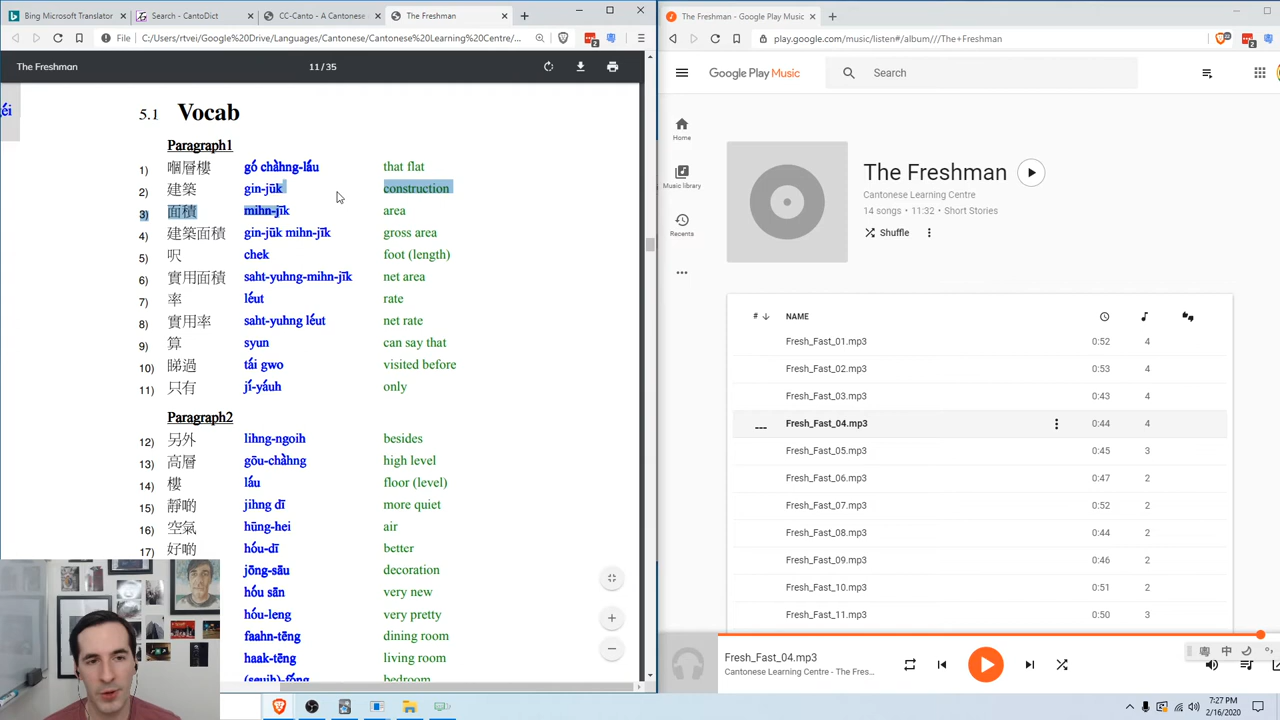 Bing Microsoft Translator
Search - CantoDict
CC-Canto - A Cantonese
The Freshman
File
C:/Users/rtvei/Google%20Drive/Languages/Cantonese/Cantonese%20Learning%20Centre/...
The Freshman
11 / 35
5.1 Vocab
Paragraph1
1) 嗰層樓 gó chàhng-láu that flat
2) 建築 gin-jūk construction
3) 面積 mihn-jīk area
4) 建築面積 gin-jūk mihn-jīk gross area
5) 呎 chek foot (length)
6) 實用面積 saht-yuhng-mihn-jīk net area
7) 率 léut rate
8) 實用率 saht-yuhng léut net rate
9) 算 syun can say that
10) 睇過 tái gwo visited before
11) 只有 jí-yáuh only
Paragraph2
12) 另外 lihng-ngoih besides
13) 高層 gōu-chàhng high level
14) 樓 láu floor (level)
15) 靜啲 jihng dī more quiet
16) 空氣 hūng-hei air
17) 好啲 hóu-dī better
jōng-sāu decoration
hóu sān very new
hóu-leng very pretty
faahn-tēng dining room
haak-tēng living room
(seuih)-fóng bedroom
The Freshman - Google Play Music
play.google.com/music/listen#/album///The+Freshman
Google Play Music
Search
Home
Music library
Recents
The Freshman
Cantonese Learning Centre
14 songs • 11:32 • Short Stories
Shuffle
# NAME
Fresh_Fast_01.mp3 0:52 4
Fresh_Fast_02.mp3 0:53 4
Fresh_Fast_03.mp3 0:43 4
Fresh_Fast_04.mp3 0:44 4
Fresh_Fast_05.mp3 0:45 3
Fresh_Fast_06.mp3 0:47 2
Fresh_Fast_07.mp3 0:52 2
Fresh_Fast_08.mp3 0:44 2
Fresh_Fast_09.mp3 0:46 2
Fresh_Fast_10.mp3 0:51 2
Fresh_Fast_11.mp3 0:50 3
Fresh_Fast_04.mp3
Cantonese Learning Centre - The Fres...
中
7:27 PM
2/16/2020